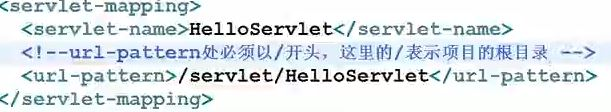 <servlet-mapping>
<servlet-name>HelloServlet</servlet-name>
<!--url-pattern处必须以/开头，这里的/表示项目的根目录 -->
<url-pattern>/servlet/HelloServlet</url-pattern>
</servlet-mapping>